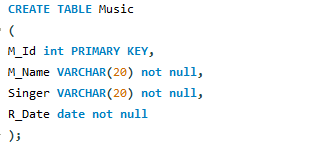 CREATE TABLE Music
(
M_Id int PRIMARY KEY,
M_Name VARCHAR(20) not null,
Singer VARCHAR(20) not null,
R_Date date not null
);